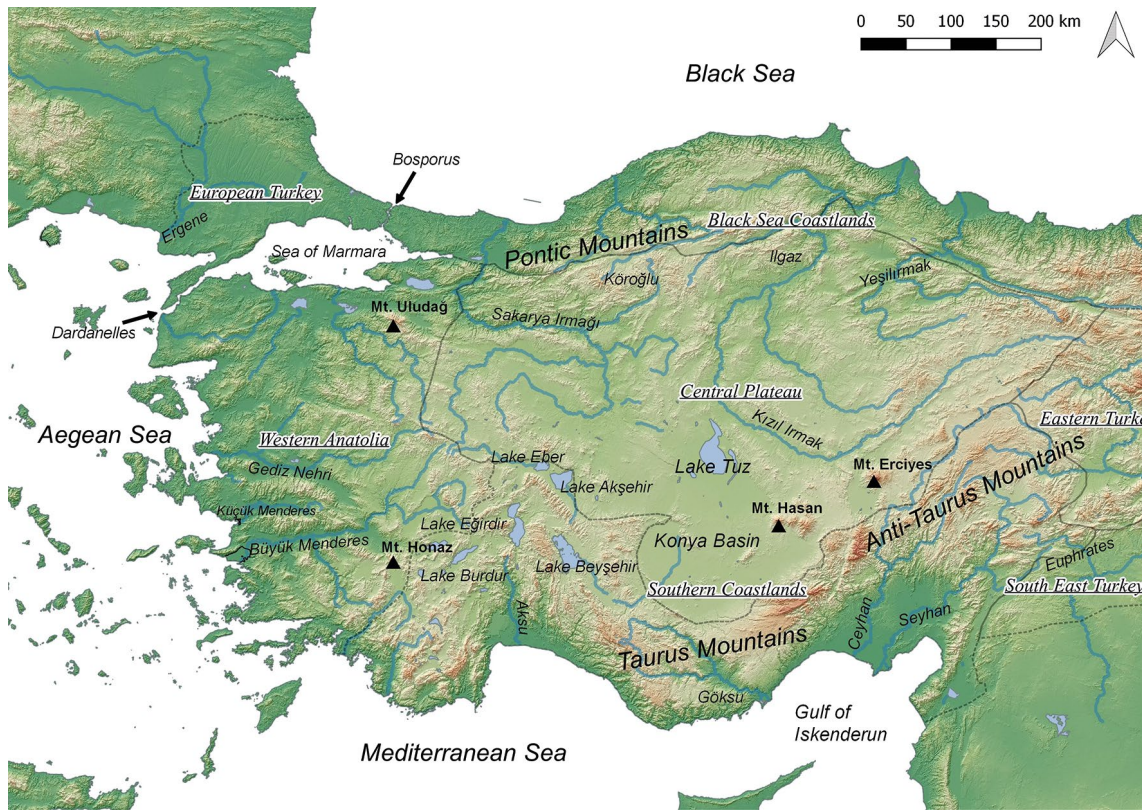 0 50 100 150 200 km
Black Sea
Bosporus
European Turkey
Ergene
Sea of Marmara
Black Sea Coastlands
Pontic Mountains
Ilgaz
Köroğlu
Yeşilırmak
Mt. Uludağ
Sakarya Irmağı
Dardanelles
Central Plateau
Kızıl Irmak
Eastern Turke
Aegean Sea
Western Anatolia
Gediz Nehri
Lake Eber
Lake Tuz
Mt. Erciyes
Lake Akşehir
Anti-Taurus Mountains
Mt. Hasan
Küçük Menderes
Lake Eğirdir
Konya Basin
Büyük Menderes
Mt. Honaz
Lake Burdur
Lake Beyşehir
Euphrates
Southern Coastlands
South East Turkey
Aksu
Ceyhan
Seyhan
Taurus Mountains
Göksu
Gulf of
Iskenderun
Mediterranean Sea